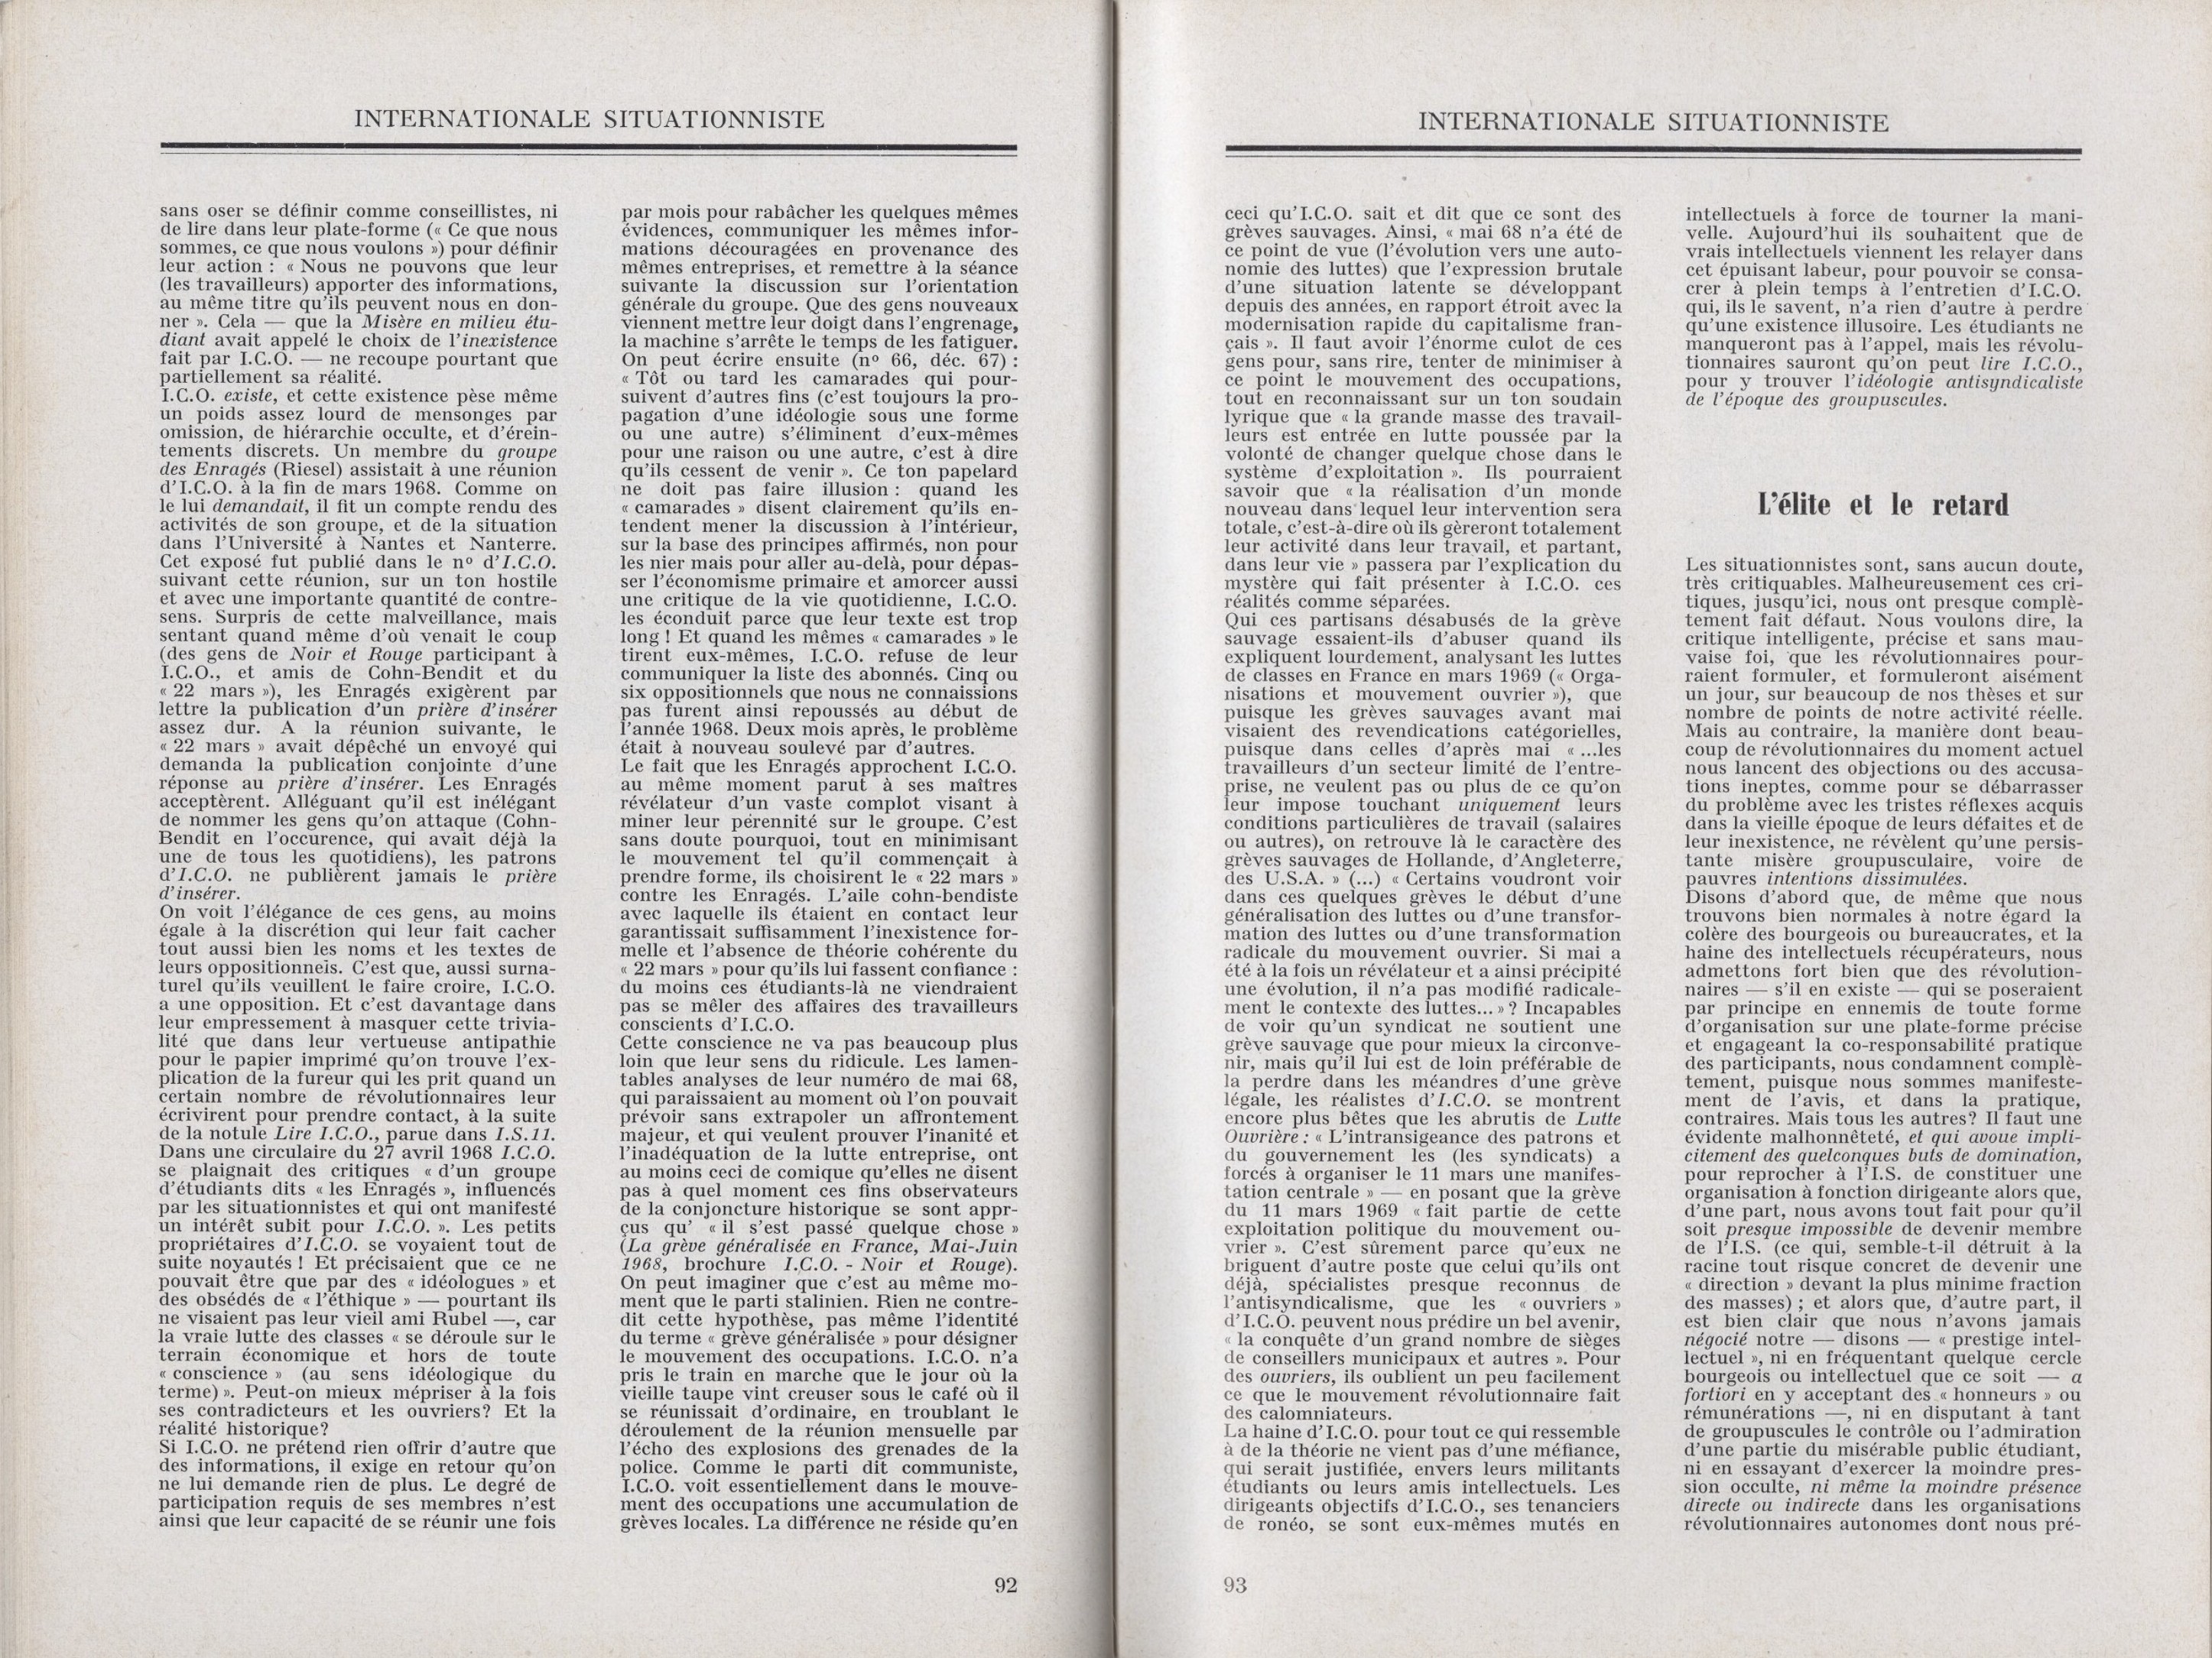 INTERNATIONALE SITUATIONNISTE
sans oser se définir comme conseillistes, ni
de lire dans leur plate-forme (« Ce que nous
sommes, ce que nous voulons ») pour définir
leur action : « Nous ne pouvons que leur
(les travailleurs) apporter des informations,
au même titre qu'ils peuvent nous en don-
ner ». Cela — que la Misère en milieu étu-
diant avait appelé le choix de l'inexistence
fait par I.C.O. — ne recoupe pourtant que
partiellement sa réalité.
I.C.O. existe, et cette existence pèse même
un poids assez lourd de mensonges par
omission, de hiérarchie occulte, et d'érein-
tements discrets. Un membre du groupe
des Enragés (Riesel) assistait à une réunion
d'I.C.O. à la fin de mars 1968. Comme on
le lui demandait, il fit un compte rendu des
activités de son groupe, et de la situation
dans l'Université à Nantes et Nanterre.
Cet exposé fut publié dans le n° d'I.C.O.
suivant cette réunion, sur un ton hostile
et avec une importante quantité de contre-
sens. Surpris de cette malveillance, mais
sentant quand même d'où venait le coup
(des gens de Noir et Rouge participant à
I.C.O., et amis de Cohn-Bendit et du
« 22 mars »), les Enragés exigèrent par
lettre la publication d'un prière d'insérer
assez dur. A la réunion suivante, le
« 22 mars » avait dépêché un envoyé qui
demanda la publication conjointe d'une
réponse au prière d'insérer. Les Enragés
acceptèrent. Alléguant qu'il est inélégant
de nommer les gens qu'on attaque (Cohn-
Bendit en l'occurence, qui avait déjà la
une de tous les quotidiens), les patrons
d'I.C.O. ne publièrent jamais le prière
d'insérer.
On voit l'élégance de ces gens, au moins
égale à la discrétion qui leur fait cacher
tout aussi bien les noms et les textes de
leurs oppositionnels. C'est que, aussi surna-
turel qu'ils veuillent le faire croire, I.C.O.
a une opposition. Et c'est davantage dans
leur empressement à masquer cette trivia-
lité que dans leur vertueuse antipathie
pour le papier imprimé qu'on trouve l'ex-
plication de la fureur qui les prit quand un
certain nombre de révolutionnaires leur
écrivirent pour prendre contact, à la suite
de la notule Lire I.C.O., parue dans I.S.11.
Dans une circulaire du 27 avril 1968 I.C.O.
se plaignait des critiques « d'un groupe
d'étudiants dits « les Enragés », influencés
par les situationnistes et qui ont manifesté
un intérêt subit pour I.C.O. ». Les petits
propriétaires d'I.C.O. se voyaient tout de
suite noyautés ! Et précisaient que ce ne
pouvait être que par des « idéologues » et
des obsédés de « l'éthique » — pourtant ils
ne visaient pas leur vieil ami Rubel —, car
la vraie lutte des classes « se déroule sur le
terrain économique et hors de toute
« conscience » (au sens idéologique du
terme) ». Peut-on mieux mépriser à la fois
ses contradicteurs et les ouvriers? Et la
réalité historique?
Si I.C.O. ne prétend rien offrir d'autre que
des informations, il exige en retour qu'on
ne lui demande rien de plus. Le degré de
participation requis de ses membres n'est
ainsi que leur capacité de se réunir une fois
par mois pour rabâcher les quelques mêmes
évidences, communiquer les mêmes infor-
mations découragées en provenance des
mêmes entreprises, et remettre à la séance
suivante la discussion sur l'orientation
générale du groupe. Que des gens nouveaux
viennent mettre leur doigt dans l'engrenage,
la machine s'arrête le temps de les fatiguer.
On peut écrire ensuite (n° 66, déc. 67) :
« Tôt ou tard les camarades qui pour-
suivent d'autres fins (c'est toujours la pro-
pagation d'une idéologie sous une forme
ou une autre) s'éliminent d'eux-mêmes
pour une raison ou une autre, c'est à dire
qu'ils cessent de venir ». Ce ton papelard
ne doit pas faire illusion : quand les
« camarades » disent clairement qu'ils en-
tendent mener la discussion à l'intérieur,
sur la base des principes affirmés, non pour
les nier mais pour aller au-delà, pour dépas-
ser l'économisme primaire et amorcer aussi
une critique de la vie quotidienne, I.C.O.
les éconduit parce que leur texte est trop
long ! Et quand les mêmes « camarades » le
tirent eux-mêmes, I.C.O. refuse de leur
communiquer la liste des abonnés. Cinq ou
six oppositionnels que nous ne connaissions
pas furent ainsi repoussés au début de
l'année 1968. Deux mois après, le problème
était à nouveau soulevé par d'autres.
Le fait que les Enragés approchent I.C.O.
au même moment parut à ses maîtres
révélateur d'un vaste complot visant à
miner leur pérennité sur le groupe. C'est
sans doute pourquoi, tout en minimisant
le mouvement tel qu'il commençait à
prendre forme, ils choisirent le « 22 mars »
contre les Enragés. L'aile cohn-bendiste
avec laquelle ils étaient en contact leur
garantissait suffisamment l'inexistence for-
melle et l'absence de théorie cohérente du
« 22 mars » pour qu'ils lui fassent confiance :
du moins ces étudiants-là ne viendraient
pas se mêler des affaires des travailleurs
conscients d'I.C.O.
Cette conscience ne va pas beaucoup plus
loin que leur sens du ridicule. Les lamen-
tables analyses de leur numéro de mai 68,
qui paraissaient au moment où l'on pouvait
prévoir sans extrapoler un affrontement
majeur, et qui veulent prouver l'inanité et
l'inadéquation de la lutte entreprise, ont
au moins ceci de comique qu'elles ne disent
pas à quel moment ces fins observateurs
de la conjoncture historique se sont appr-
çus qu' « il s'est passé quelque chose »
(La grève généralisée en France, Mai-Juin
1968, brochure I.C.O. - Noir et Rouge).
On peut imaginer que c'est au même mo-
ment que le parti stalinien. Rien ne contre-
dit cette hypothèse, pas même l'identité
du terme « grève généralisée » pour désigner
le mouvement des occupations. I.C.O. n'a
pris le train en marche que le jour où la
vieille taupe vint creuser sous le café où il
se réunissait d'ordinaire, en troublant le
déroulement de la réunion mensuelle par
l'écho des explosions des grenades de la
police. Comme le parti dit communiste,
I.C.O. voit essentiellement dans le mouve-
ment des occupations une accumulation de
grèves locales. La différence ne réside qu'en
92
INTERNATIONALE SITUATIONNISTE
ceci qu'I.C.O. sait et dit que ce sont des
grèves sauvages. Ainsi, « mai 68 n'a été de
ce point de vue (l'évolution vers une auto-
nomie des luttes) que l'expression brutale
d'une situation latente se développant
depuis des années, en rapport étroit avec la
modernisation rapide du capitalisme fran-
çais ». Il faut avoir l'énorme culot de ces
gens pour, sans rire, tenter de minimiser à
ce point le mouvement des occupations,
tout en reconnaissant sur un ton soudain
lyrique que « la grande masse des travail-
leurs est entrée en lutte poussée par la
volonté de changer quelque chose dans le
système d'exploitation ». Ils pourraient
savoir que « la réalisation d'un monde
nouveau dans lequel leur intervention sera
totale, c'est-à-dire où ils gèreront totalement
leur activité dans leur travail, et partant,
dans leur vie » passera par l'explication du
mystère qui fait présenter à I.C.O. ces
réalités comme séparées.
Qui ces partisans désabusés de la grève
sauvage essaient-ils d'abuser quand ils
expliquent lourdement, analysant les luttes
de classes en France en mars 1969 (« Orga-
nisations et mouvement ouvrier »), que
puisque les grèves sauvages avant mai
visaient des revendications catégorielles,
puisque dans celles d'après mai « ...les
travailleurs d'un secteur limité de l'entre-
prise, ne veulent pas ou plus de ce qu'on
leur impose touchant uniquement leurs
conditions particulières de travail (salaires
ou autres), on retrouve là le caractère des
grèves sauvages de Hollande, d'Angleterre,
des U.S.A. » (...) « Certains voudront voir
dans ces quelques grèves le début d'une
généralisation des luttes ou d'une transfor-
mation des luttes ou d'une transformation
radicale du mouvement ouvrier. Si mai a
été à la fois un révélateur et a ainsi précipité
une évolution, il n'a pas modifié radicale-
ment le contexte des luttes... » ? Incapables
de voir qu'un syndicat ne soutient une
grève sauvage que pour mieux la circonve-
nir, mais qu'il lui est de loin préférable de
la perdre dans les méandres d'une grève
légale, les réalistes d'I.C.O. se montrent
encore plus bêtes que les abrutis de Lutte
Ouvrière : « L'intransigeance des patrons et
du gouvernement les (les syndicats) a
forcés à organiser le 11 mars une manifes-
tation centrale » — en posant que la grève
du 11 mars 1969 « fait partie de cette
exploitation politique du mouvement ou-
vrier ». C'est sûrement parce qu'eux ne
briguent d'autre poste que celui qu'ils ont
déjà, spécialistes presque reconnus de
l'antisyndicalisme, que les « ouvriers »
d'I.C.O. peuvent nous prédire un bel avenir,
« la conquête d'un grand nombre de sièges
de conseillers municipaux et autres ». Pour
des ouvriers, ils oublient un peu facilement
ce que le mouvement révolutionnaire fait
des calomniateurs.
La haine d'I.C.O. pour tout ce qui ressemble
à de la théorie ne vient pas d'une méfiance,
qui serait justifiée, envers leurs militants
étudiants ou leurs amis intellectuels. Les
dirigeants objectifs d'I.C.O., ses tenanciers
de ronéo, se sont eux-mêmes mutés en
intellectuels à force de tourner la mani-
velle. Aujourd'hui ils souhaitent que de
vrais intellectuels viennent les relayer dans
cet épuisant labeur, pour pouvoir se consa-
crer à plein temps à l'entretien d'I.C.O.
qui, ils le savent, n'a rien d'autre à perdre
qu'une existence illusoire. Les étudiants ne
manqueront pas à l'appel, mais les révolu-
tionnaires sauront qu'on peut lire I.C.O.,
pour y trouver l'idéologie antisyndicaliste
de l'époque des groupuscules.
L'élite et le retard
Les situationnistes sont, sans aucun doute,
très critiquables. Malheureusement ces cri-
tiques, jusqu'ici, nous ont presque complè-
tement fait défaut. Nous voulons dire, la
critique intelligente, précise et sans mau-
vaise foi, que les révolutionnaires pour-
raient formuler, et formuleront aisément
un jour, sur beaucoup de nos thèses et sur
nombre de points de notre activité réelle.
Mais au contraire, la manière dont beau-
coup de révolutionnaires du moment actuel
nous lancent des objections ou des accusa-
tions ineptes, comme pour se débarrasser
du problème avec les tristes réflexes acquis
dans la vieille époque de leurs défaites et de
leur inexistence, ne révèlent qu'une persis-
tante misère groupusculaire, voire de
pauvres intentions dissimulées.
Disons d'abord que, de même que nous
trouvons bien normales à notre égard la
colère des bourgeois ou bureaucrates, et la
haine des intellectuels récupérateurs, nous
admettons fort bien que des révolution-
naires — s'il en existe — qui se poseraient
par principe en ennemis de toute forme
d'organisation sur une plate-forme précise
et engageant la co-responsabilité pratique
des participants, nous condamnent complè-
tement, puisque nous sommes manifeste-
ment de l'avis, et dans la pratique,
contraires. Mais tous les autres? Il faut une
évidente malhonnêteté, et qui avoue impli-
citement des quelconques buts de domination,
pour reprocher à l'I.S. de constituer une
organisation à fonction dirigeante alors que,
d'une part, nous avons tout fait pour qu'il
soit presque impossible de devenir membre
de l'I.S. (ce qui, semble-t-il détruit à la
racine tout risque concret de devenir une
« direction » devant la plus minime fraction
des masses) ; et alors que, d'autre part, il
est bien clair que nous n'avons jamais
négocié notre — disons — « prestige intel-
lectuel », ni en fréquentant quelque cercle
bourgeois ou intellectuel que ce soit — a
fortiori en y acceptant des « honneurs » ou
rémunérations —, ni en disputant à tant
de groupuscules le contrôle ou l'admiration
d'une partie du misérable public étudiant,
ni en essayant d'exercer la moindre pres-
sion occulte, ni même la moindre présence
directe ou indirecte dans les organisations
révolutionnaires autonomes dont nous pré-
93